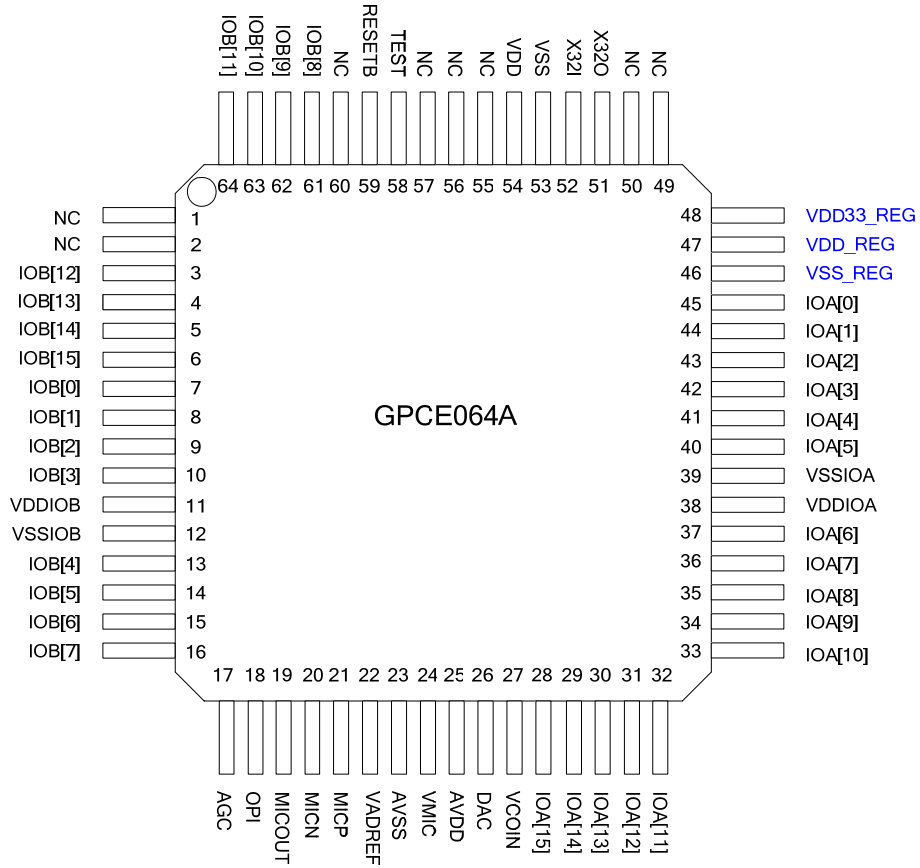 IOB[11] IOB[10] IOB[9] IOB[8] NC RESETB TEST NC NC NC VDD VSS X32I X32O NC NC
64 63 62 61 60 59 58 57 56 55 54 53 52 51 50 49
NC 1 48 VDD33_REG
NC 2 47 VDD_REG
IOB[12] 3 46 VSS_REG
IOB[13] 4 45 IOA[0]
IOB[14] 5 44 IOA[1]
IOB[15] 6 43 IOA[2]
IOB[0] 7 42 IOA[3]
IOB[1] 8 GPCE064A 41 IOA[4]
IOB[2] 9 40 IOA[5]
IOB[3] 10 39 VSSIOA
VDDIOB 11 38 VDDIOA
VSSIOB 12 37 IOA[6]
IOB[4] 13 36 IOA[7]
IOB[5] 14 35 IOA[8]
IOB[6] 15 34 IOA[9]
IOB[7] 16 33 IOA[10]
17 18 19 20 21 22 23 24 25 26 27 28 29 30 31 32
AGC OPI MICOUT MICN MICP VADREF AVSS VMIC AVDD DAC VCOIN IOA[15] IOA[14] IOA[13] IOA[12] IOA[11]